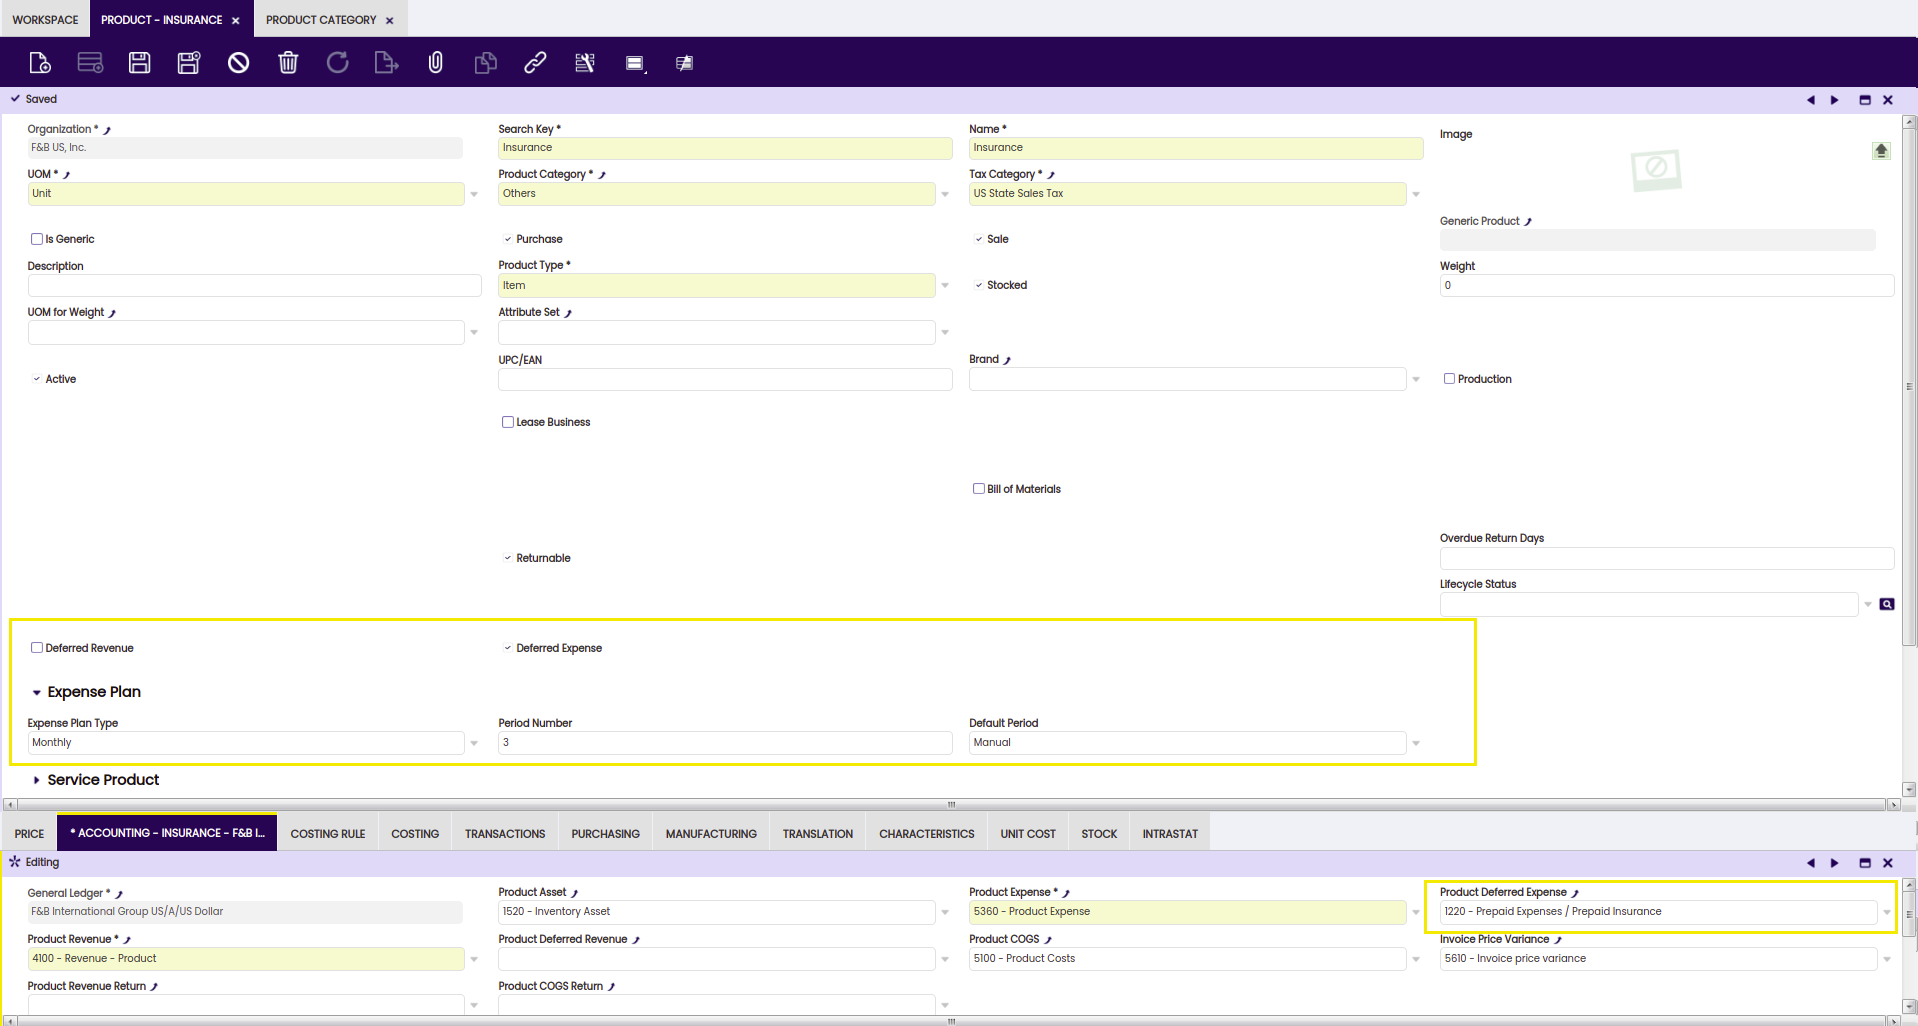 WORKSPACE PRODUCT - INSURANCE PRODUCT CATEGORY
Saved
Organization * Search Key * Name * Image
F&B US, Inc. Insurance Insurance
UOM * Product Category * Tax Category *
Unit Others US State Sales Tax
Generic Product
Is Generic Purchase Sale
Description Product Type * Weight
Item Stocked 0
UOM for Weight Attribute Set
UPC/EAN Brand
Active Production
Lease Business
Bill of Materials
Overdue Return Days
Returnable
Lifecycle Status
Deferred Revenue Deferred Expense
Expense Plan
Expense Plan Type Period Number Default Period
Monthly 3 Manual
Service Product
PRICE * ACCOUNTING - INSURANCE - F&B I... COSTING RULE COSTING TRANSACTIONS PURCHASING MANUFACTURING TRANSLATION CHARACTERISTICS UNIT COST STOCK INTRASTAT
Editing
General Ledger * Product Asset Product Expense * Product Deferred Expense
F&B International Group US/A/US Dollar 1520 - Inventory Asset 5360 - Product Expense 1220 - Prepaid Expenses / Prepaid Insurance
Product Revenue * Product Deferred Revenue Product COGS Invoice Price Variance
4100 - Revenue - Product 5100 - Product Costs 5610 - Invoice price variance
Product Revenue Return Product COGS Return